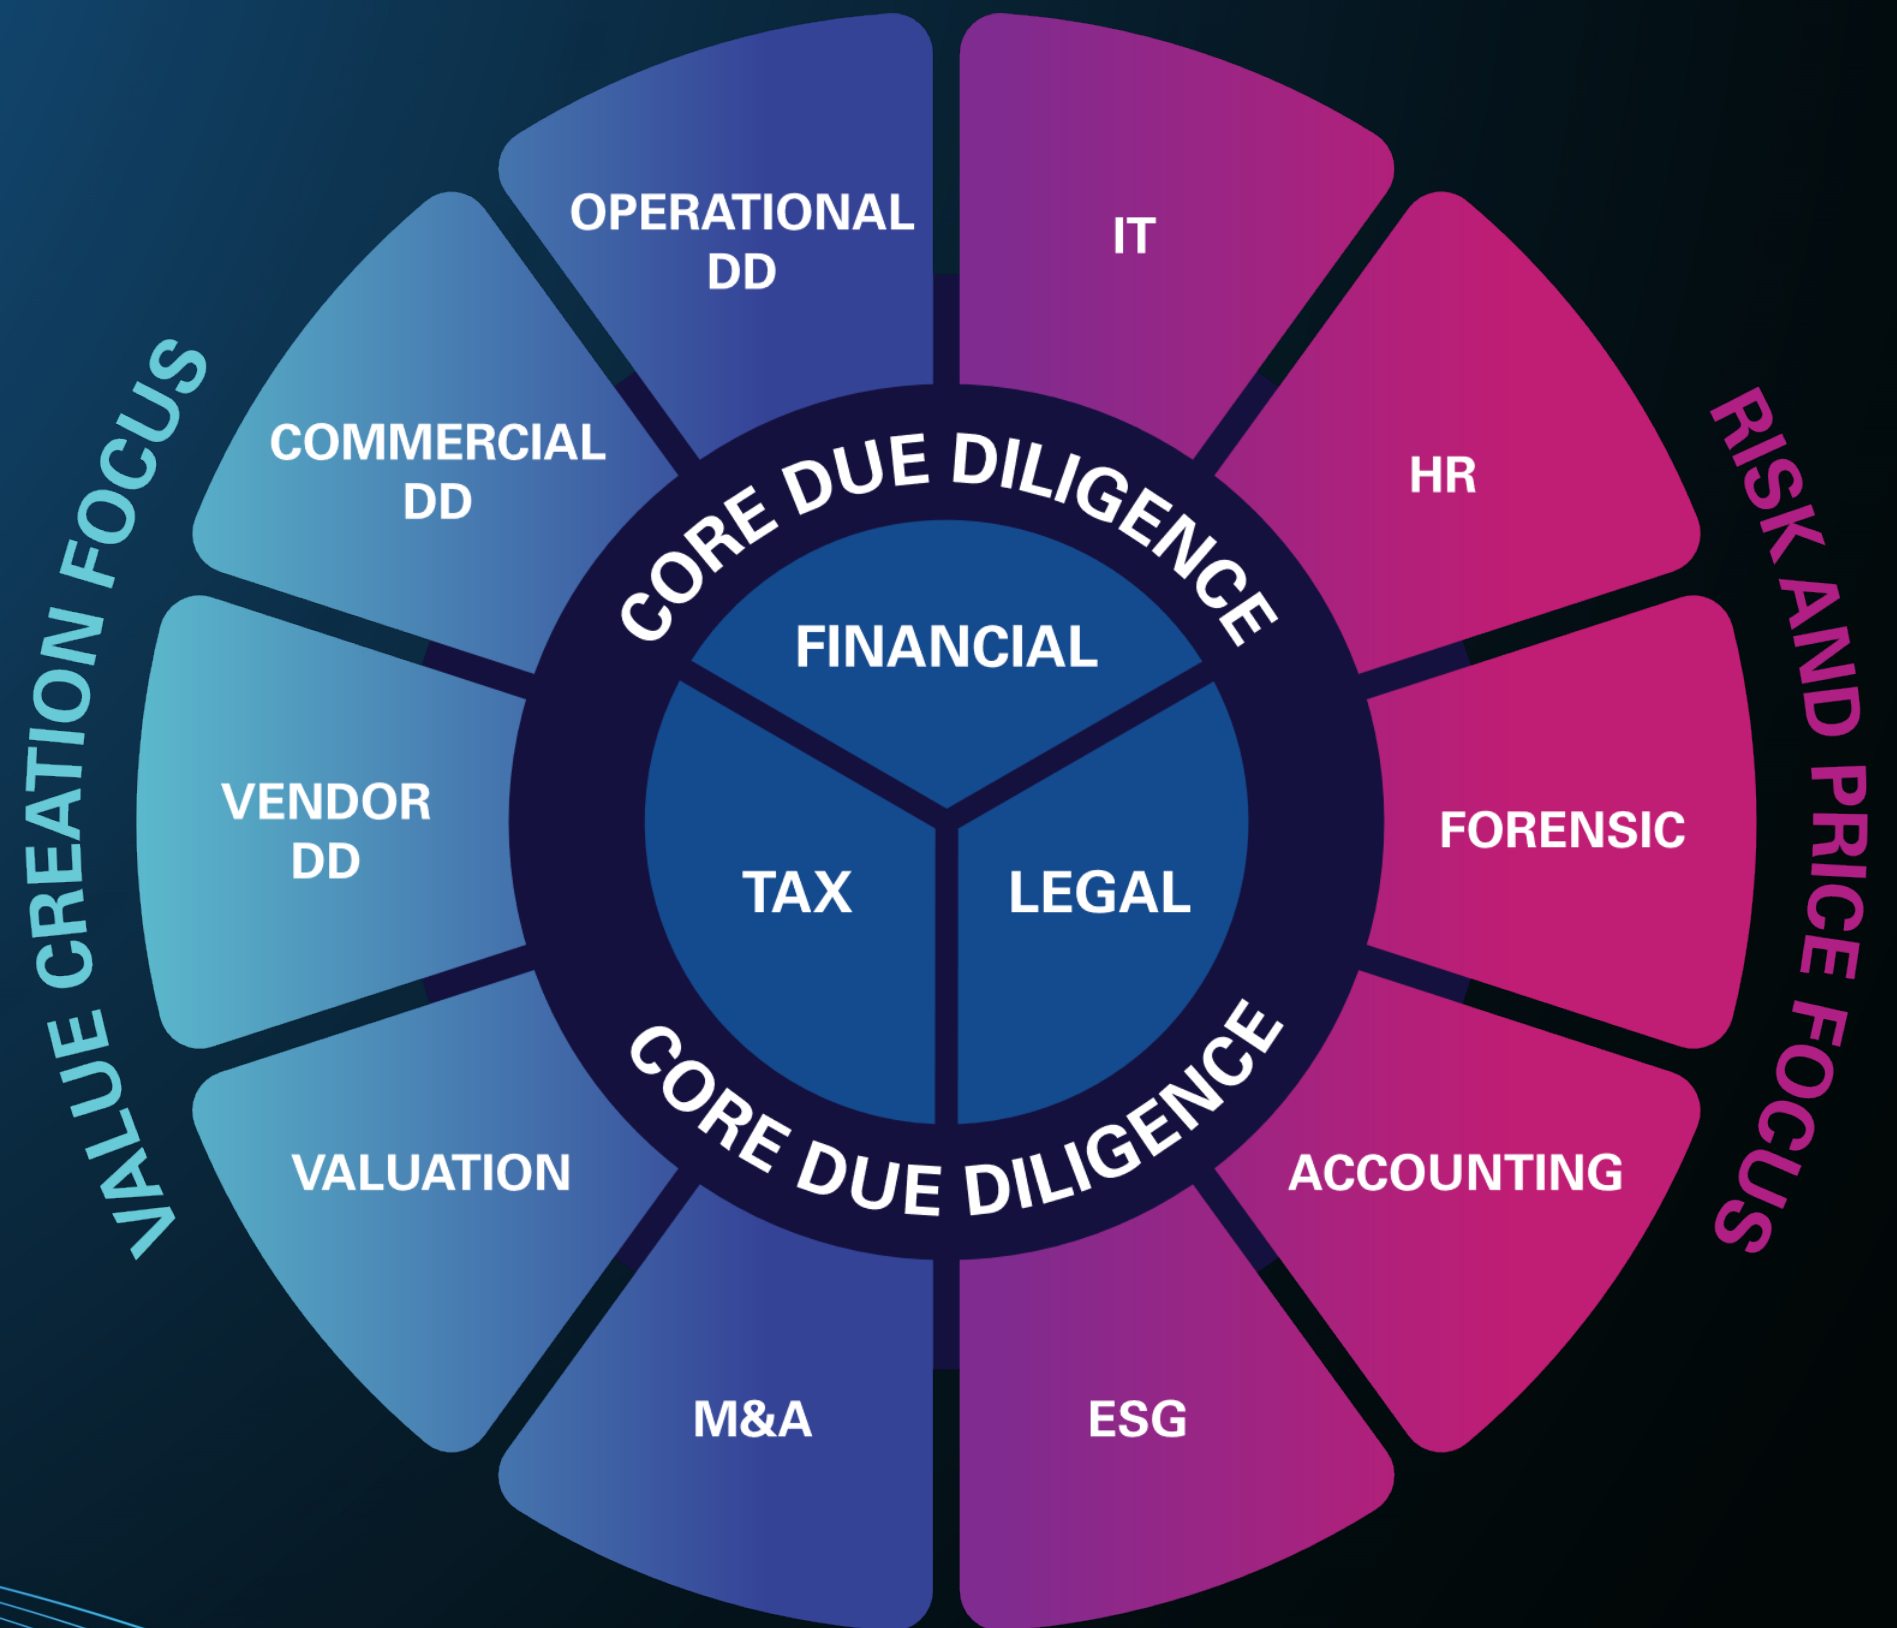 OPERATIONAL
DD
IT
COMMERCIAL
DD
HR
VALUE CREATION FOCUS
RISK AND PRICE FOCUS
CORE DUE DILIGENCE
FINANCIAL
VENDOR
DD
FORENSIC
TAX
LEGAL
CORE DUE DILIGENCE
VALUATION
ACCOUNTING
M&A
ESG